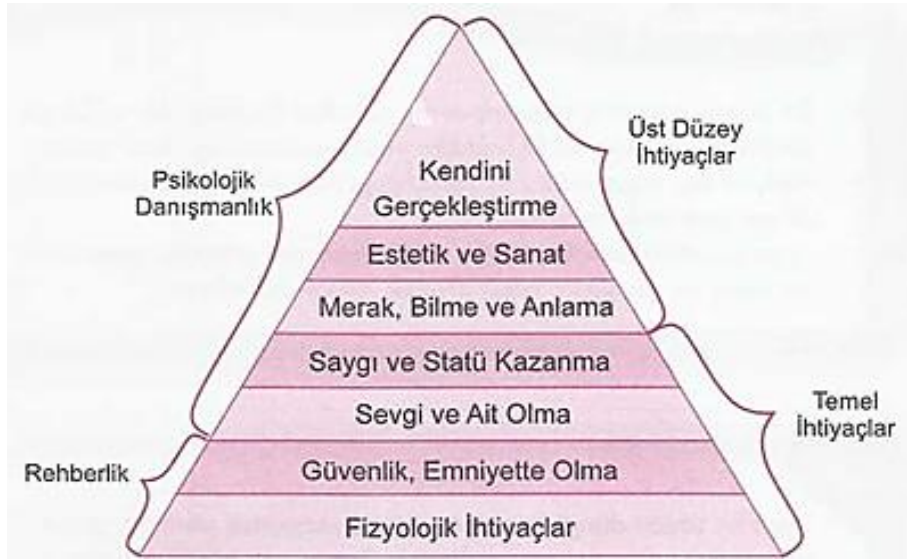 Üst Düzey
İhtiyaçlar
Psikolojik
Danışmanlık
Kendini
Gerçekleştirme
Estetik ve Sanat
Merak, Bilme ve Anlama
Saygı ve Statü Kazanma
Sevgi ve Ait Olma
Temel
İhtiyaçlar
Rehberlik
Güvenlik, Emniyette Olma
Fizyolojik İhtiyaçlar